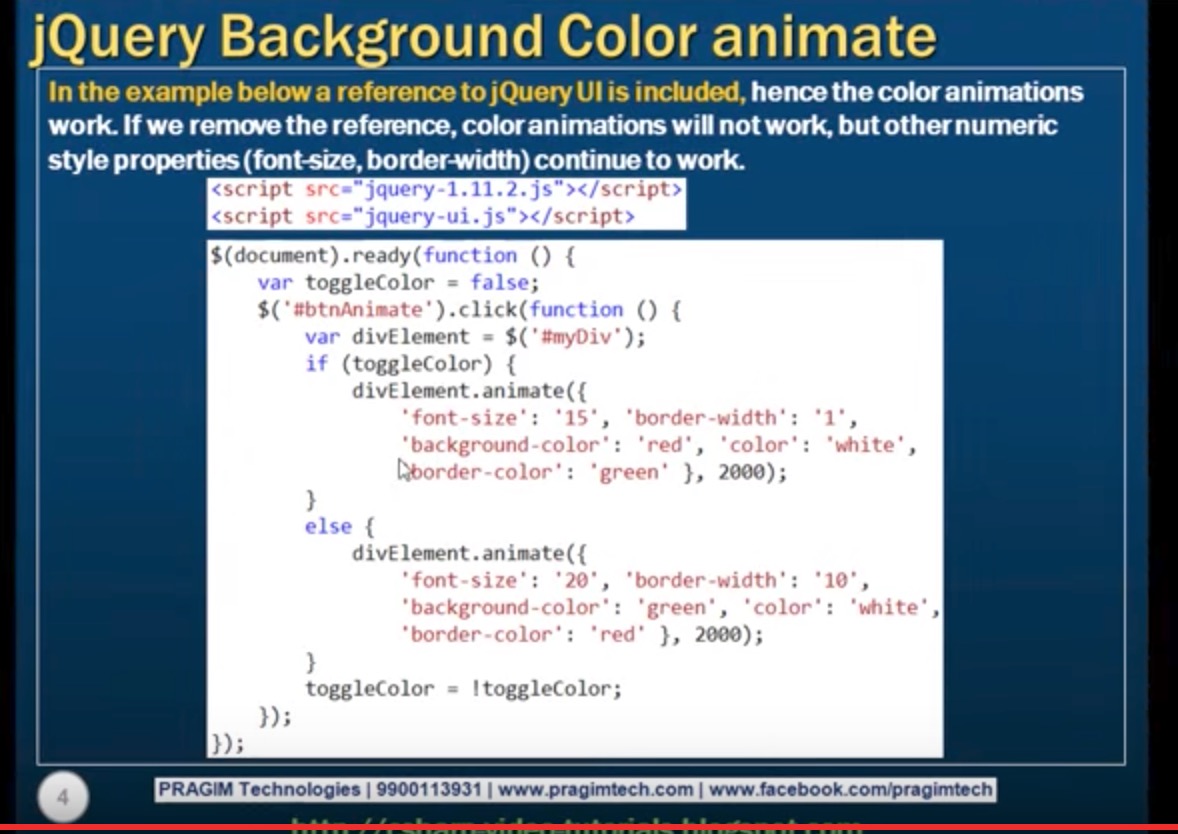 jQuery Background Color animate
In the example below a reference to jQuery UI is included, hence the color animations
work. If we remove the reference, color animations will not work, but other numeric
style properties (font-size, border-width) continue to work.
<script src="jquery-1.11.2.js"></script>
<script src="jquery-ui.js"></script>
$(document).ready(function () {
    var toggleColor = false;
    $('#btnAnimate').click(function () {
        var divElement = $('#myDiv');
        if (toggleColor) {
            divElement.animate({
                'font-size': '15', 'border-width': '1',
                'background-color': 'red', 'color': 'white',
                'border-color': 'green' }, 2000);
        }
        else {
            divElement.animate({
                'font-size': '20', 'border-width': '10',
                'background-color': 'green', 'color': 'white',
                'border-color': 'red' }, 2000);
        }
        toggleColor = !toggleColor;
    });
});
4
PRAGIM Technologies | 9900113931 | www.pragimtech.com | www.facebook.com/pragimtech